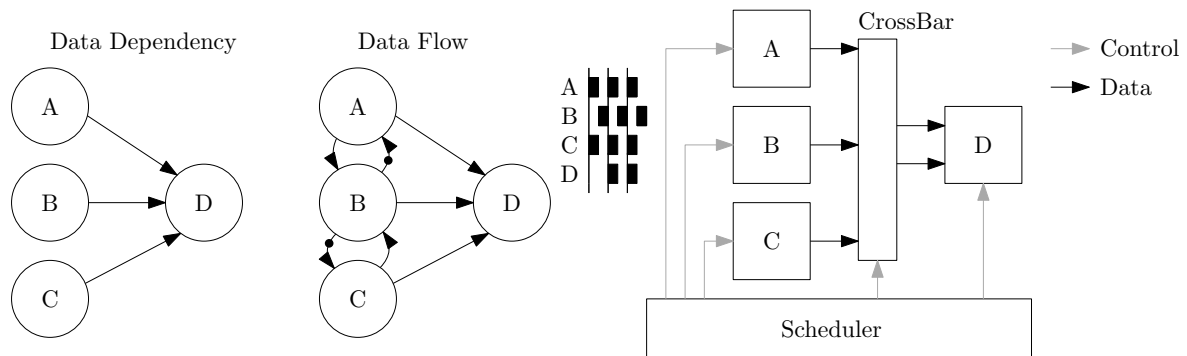 Data Dependency
A
B
C
D
Data Flow
A
B
C
D
A
B
C
D
CrossBar
A
B
C
D
Scheduler
Control
Data